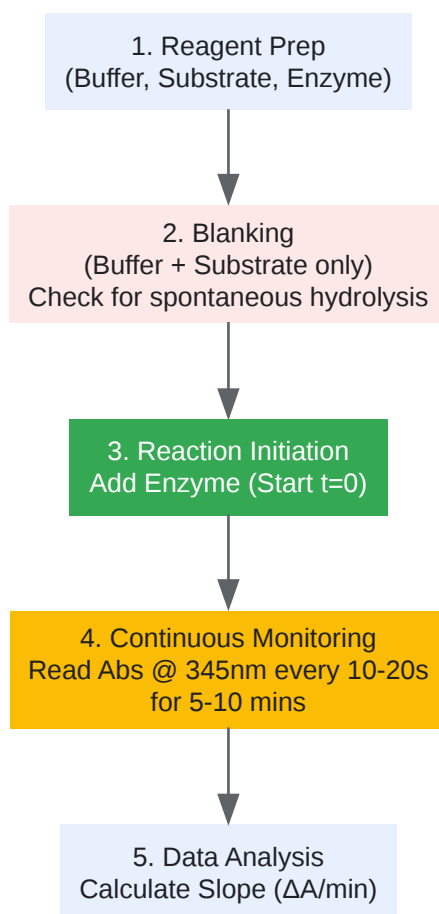 1. Reagent Prep
(Buffer, Substrate, Enzyme)
2. Blanking
(Buffer + Substrate only)
Check for spontaneous hydrolysis
3. Reaction Initiation
Add Enzyme (Start t=0)
4. Continuous Monitoring
Read Abs @ 345nm every 10-20s
for 5-10 mins
5. Data Analysis
Calculate Slope (ΔA/min)